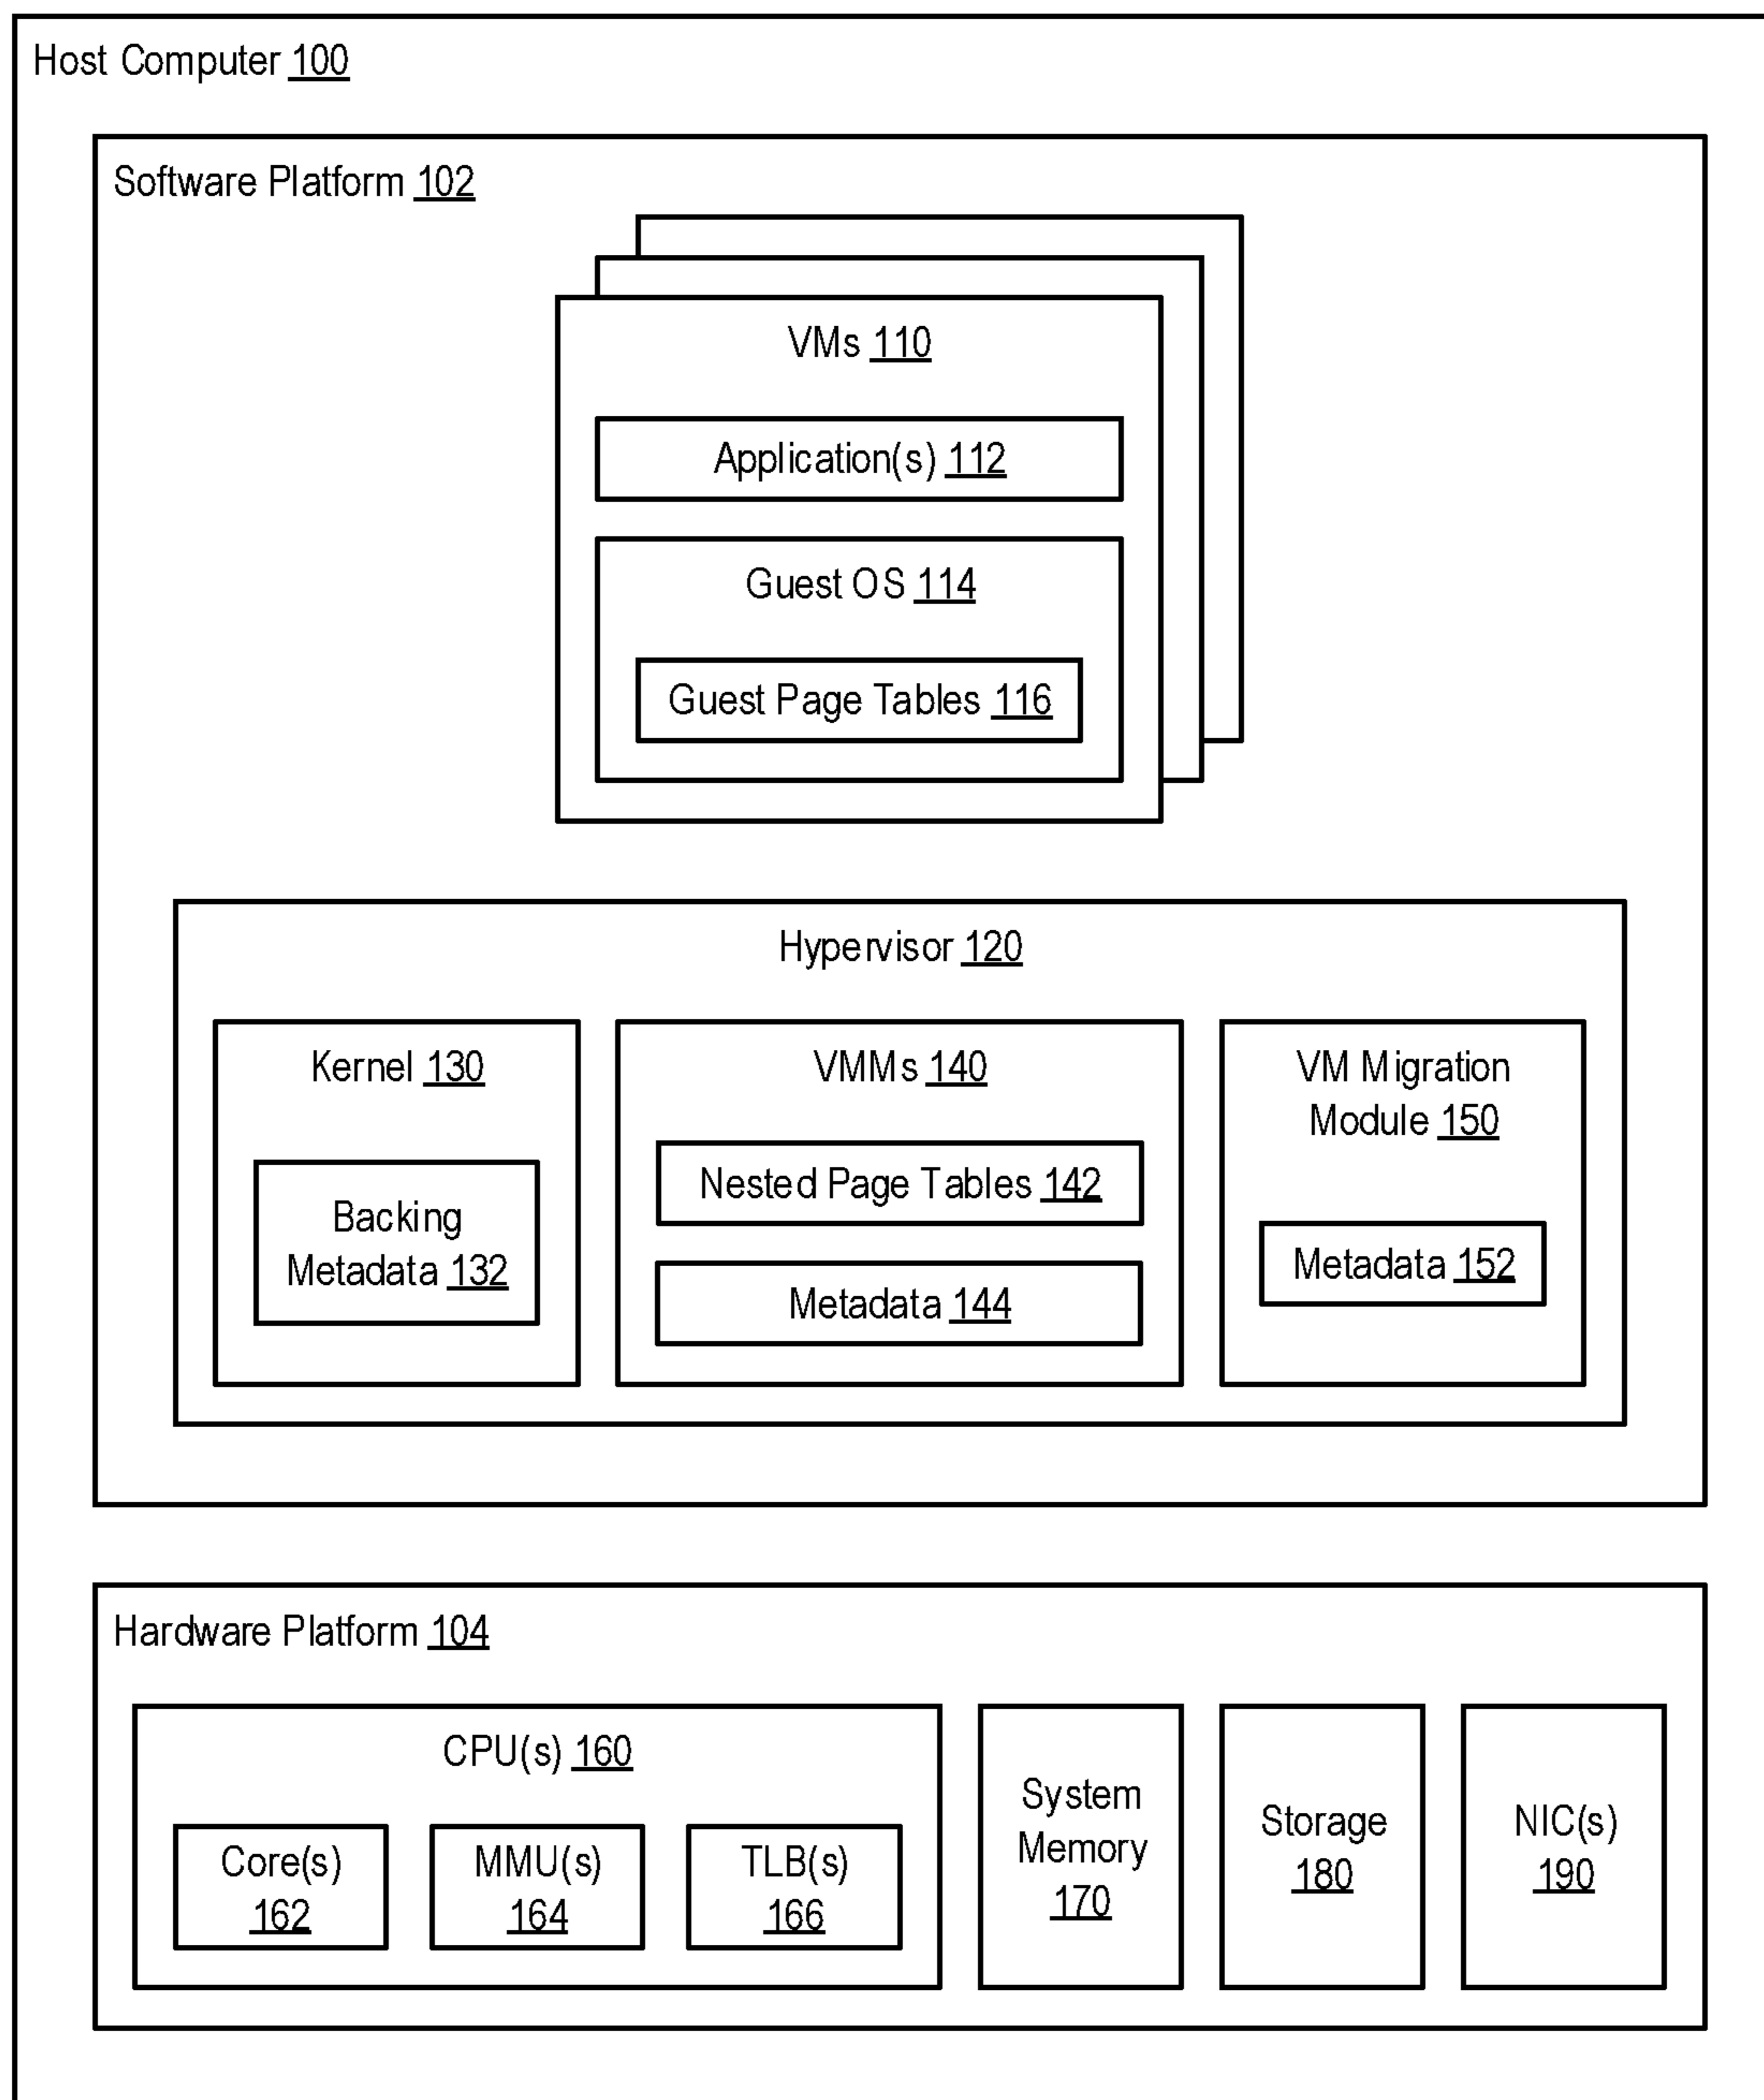 Host Computer 100
Software Platform 102
VMs 110
Application(s) 112
Guest OS 114
Guest Page Tables 116
Hypervisor 120
Kernel 130
Backing
Metadata 132
VMMs 140
Nested Page Tables 142
Metadata 144
VM Migration
Module 150
Metadata 152
Hardware Platform 104
CPU(s) 160
Core(s)
162
MMU(s)
164
TLB(s)
166
System
Memory
170
Storage
180
NIC(s)
190